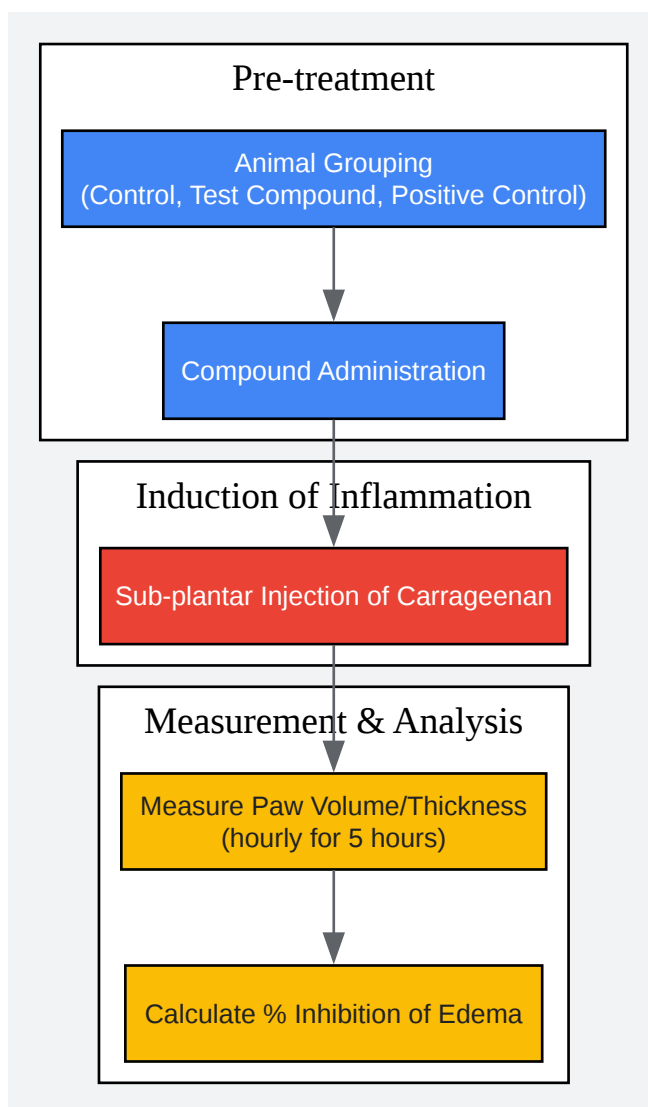 Pre-treatment
Animal Grouping
(Control, Test Compound, Positive Control)
Compound Administration
Induction of Inflammation
Sub-plantar Injection of Carrageenan
Measurement & Analysis
Measure Paw Volume/Thickness
(hourly for 5 hours)
Calculate % Inhibition of Edema